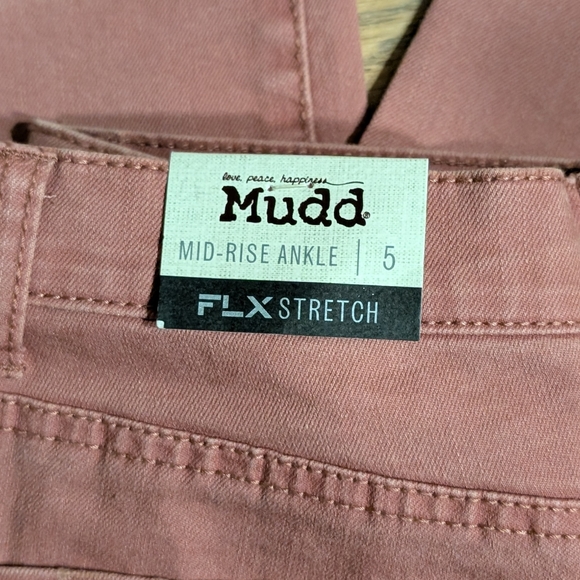 love. peace. happiness
Mudd®
MID-RISE ANKLE | 5
FLX STRETCH